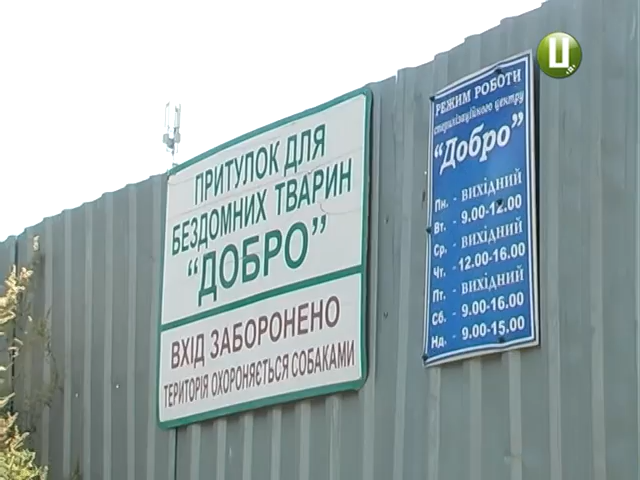 ПРИТУЛОК ДЛЯ
БЕЗДОМНИХ ТВАРИН
“ДОБРО”
ВХІД ЗАБОРОНЕНО
ТЕРИТОРІЯ ОХОРОНЯЄТЬСЯ СОБАКАМИ
РЕЖИМ РОБОТИ
стерилізаційного центру
“Добро”
Пн. - ВИХІДНИЙ
Вт. - 9.00-12.00
Ср. - ВИХІДНИЙ
Чт. - 12.00-16.00
Пт. - ВИХІДНИЙ
Сб. - 9.00-16.00
Нд. - 9.00-15.00
Ц